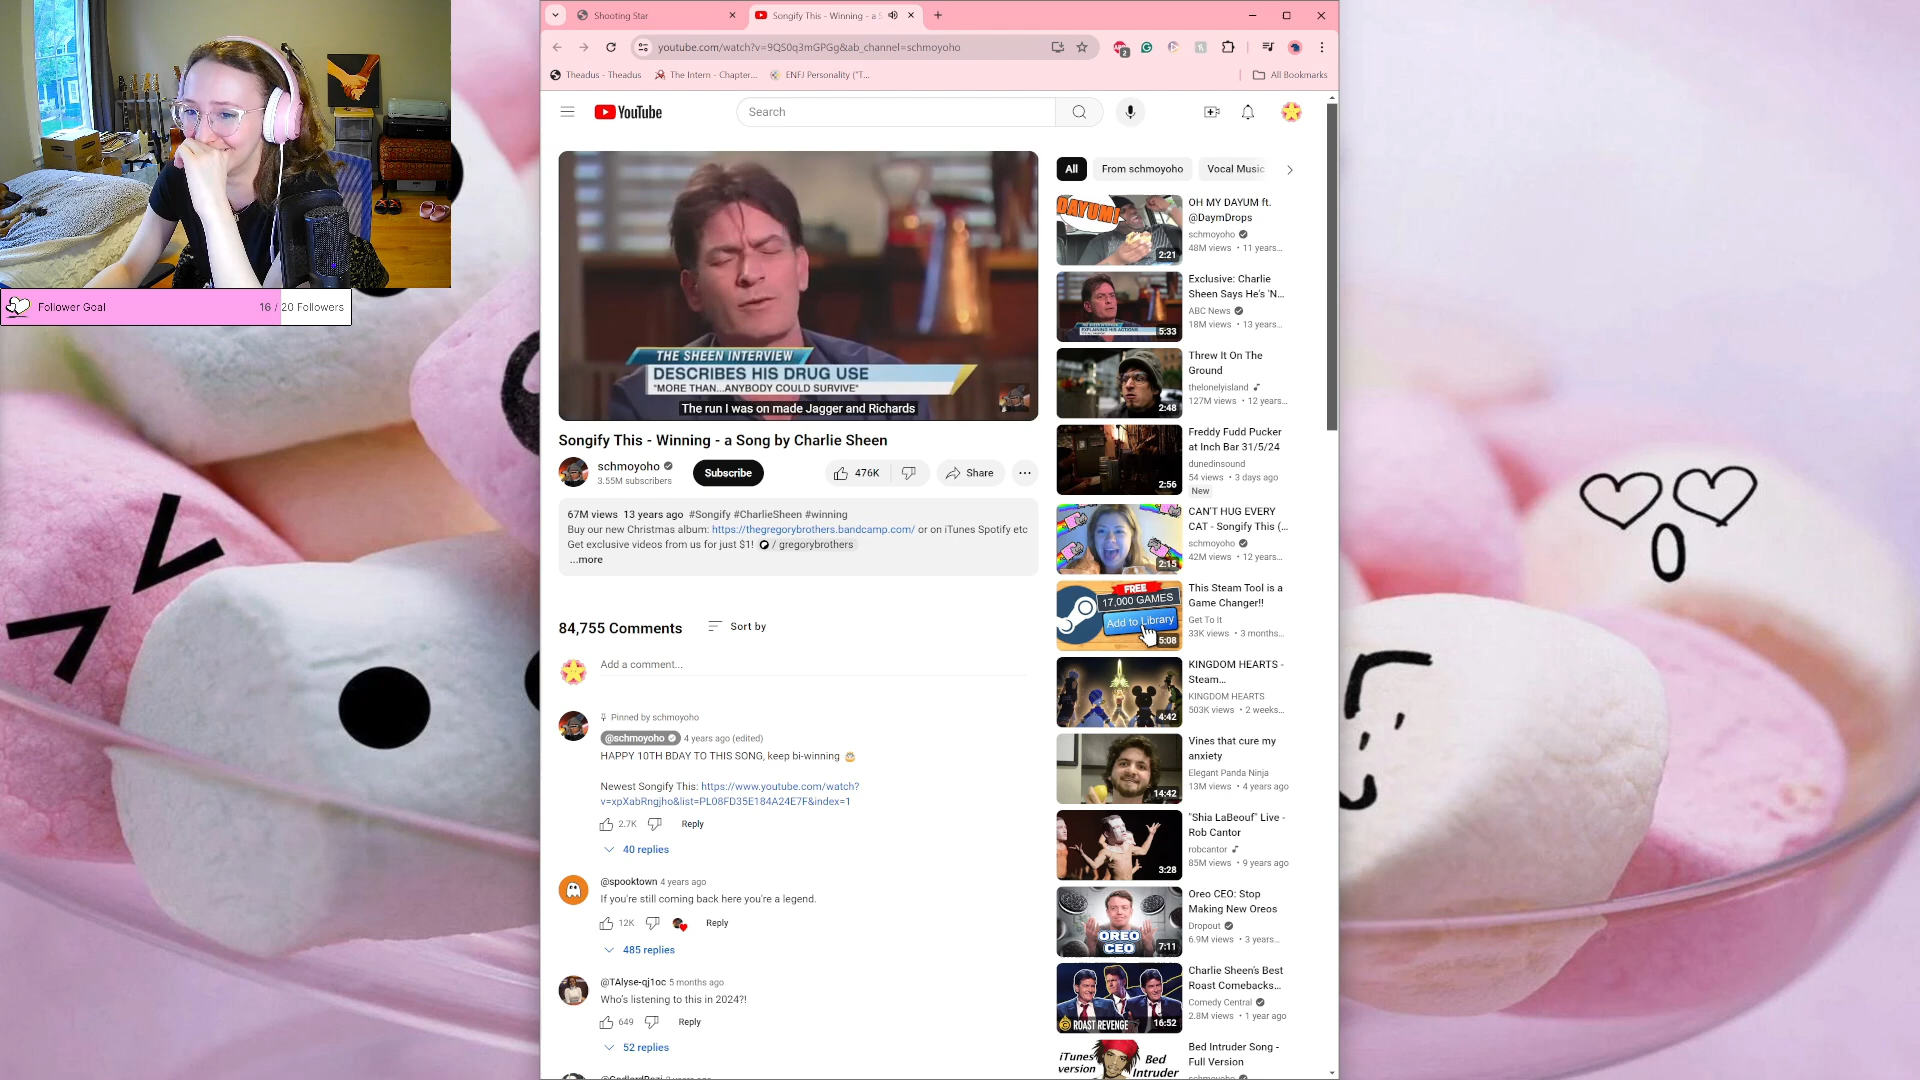 Follower Goal
16 / 20 Followers
Shooting Star
Songify This - Winning - a S
youtube.com/watch?v=9QS0q3mGPGg&ab_channel=schmoyoho
2
Theadus - Theadus
The Intern - Chapter...
ENFJ Personality ("T...
All Bookmarks
YouTube
Search
THE SHEEN INTERVIEW
DESCRIBES HIS DRUG USE
"MORE THAN...ANYBODY COULD SURVIVE"
The run I was on made Jagger and Richards
Songify This - Winning - a Song by Charlie Sheen
schmoyoho
3.55M subscribers
Subscribe
476K
Share
67M views 13 years ago #Songify #CharlieSheen #winning
Buy our new Christmas album: https://thegregorybrothers.bandcamp.com/ or on iTunes Spotify etc
Get exclusive videos from us for just $1! / gregorybrothers
...more
84,755 Comments
Sort by
Add a comment...
Pinned by schmoyoho
@schmoyoho 4 years ago (edited)
HAPPY 10TH BDAY TO THIS SONG, keep bi-winning
Newest Songify This: https://www.youtube.com/watch?
v=xpXabRngjho&list=PL08FD35E184A24E7F&index=1
2.7K
Reply
40 replies
@spooktown 4 years ago
If you're still coming back here you're a legend.
12K
Reply
485 replies
@TAlyse-qj1oc 5 months ago
Who's listening to this in 2024?!
649
Reply
52 replies
All
From schmoyoho
Vocal Music
DAYUM!
2:21
OH MY DAYUM ft.
@DaymDrops
schmoyoho
48M views • 11 years...
5:33
Exclusive: Charlie
Sheen Says He's 'N...
ABC News
18M views • 13 years...
2:48
Threw It On The
Ground
thelonelyisland
127M views • 12 years...
2:56
Freddy Fudd Pucker
at Inch Bar 31/5/24
dunedinsound
54 views • 3 days ago
New
2:15
CAN'T HUG EVERY
CAT - Songify This (...
schmoyoho
42M views • 12 years...
FREE
17,000 GAMES
Add to Library
5:08
This Steam Tool is a
Game Changer!!
Get To It
33K views • 3 months...
4:42
KINGDOM HEARTS -
Steam...
KINGDOM HEARTS
503K views • 2 weeks...
14:42
Vines that cure my
anxiety
Elegant Panda Ninja
13M views • 4 years ago
3:28
"Shia LaBeouf" Live -
Rob Cantor
robcantor
85M views • 9 years ago
OREO
CEO
7:11
Oreo CEO: Stop
Making New Oreos
Dropout
6.9M views • 3 years...
ROAST REVENGE
16:52
Charlie Sheen's Best
Roast Comebacks...
Comedy Central
2.8M views • 1 year ago
iTunes
version
Bed
Intruder
Bed Intruder Song -
Full Version